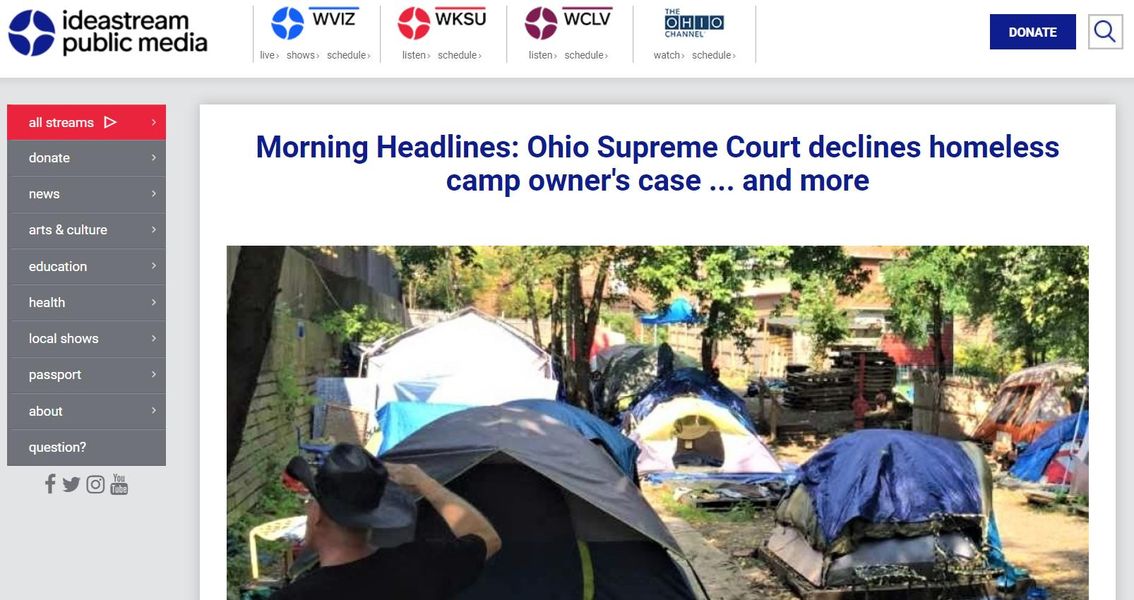 ideastream
public media
WVIZ
live› shows› schedule›
WKSU
listen› schedule›
WCLV
listen› schedule›
THE
OHIO
CHANNEL
watch› schedule›
DONATE
all streams
donate
news
arts & culture
education
health
local shows
passport
about
question?
You
Tube
Morning Headlines: Ohio Supreme Court declines homeless
camp owner's case ... and more